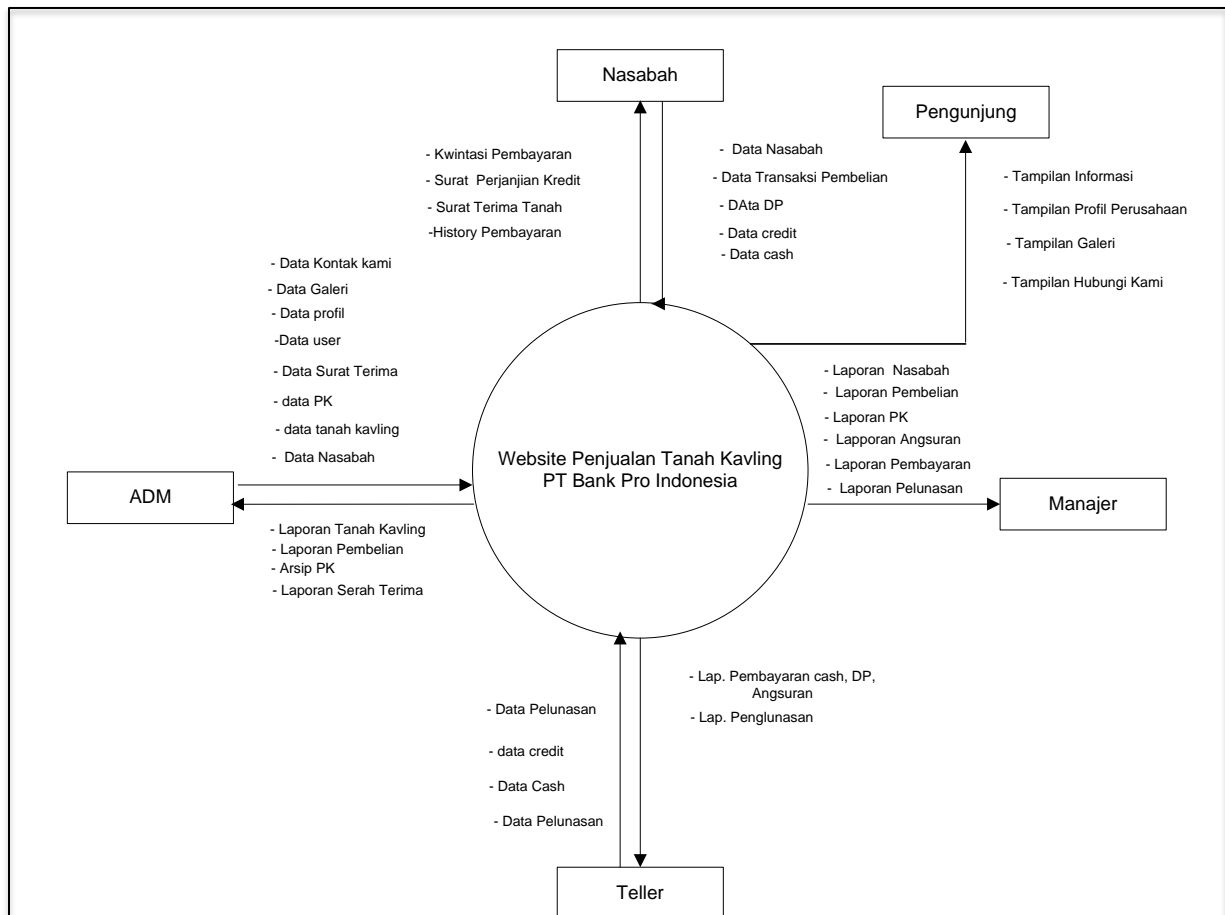 Nasabah
Pengunjung
- Kwintasi Pembayaran
- Surat Perjanjian Kredit
- Surat Terima Tanah
-History Pembayaran
- Data Nasabah
- Data Transaksi Pembelian
- DAta DP
- Data credit
- Data cash
- Tampilan Informasi
- Tampilan Profil Perusahaan
- Tampilan Galeri
- Tampilan Hubungi Kami
- Data Kontak kami
- Data Galeri
- Data profil
-Data user
- Data Surat Terima
- data PK
- data tanah kavling
- Data Nasabah
- Laporan Nasabah
- Laporan Pembelian
- Laporan PK
- Lapporan Angsuran
- Laporan Pembayaran
- Laporan Pelunasan
Website Penjualan Tanah Kavling
PT Bank Pro Indonesia
ADM
Manajer
- Laporan Tanah Kavling
- Laporan Pembelian
- Arsip PK
- Laporan Serah Terima
- Data Pelunasan
- data credit
- Data Cash
- Data Pelunasan
- Lap. Pembayaran cash, DP,
Angsuran
- Lap. Penglunasan
Teller